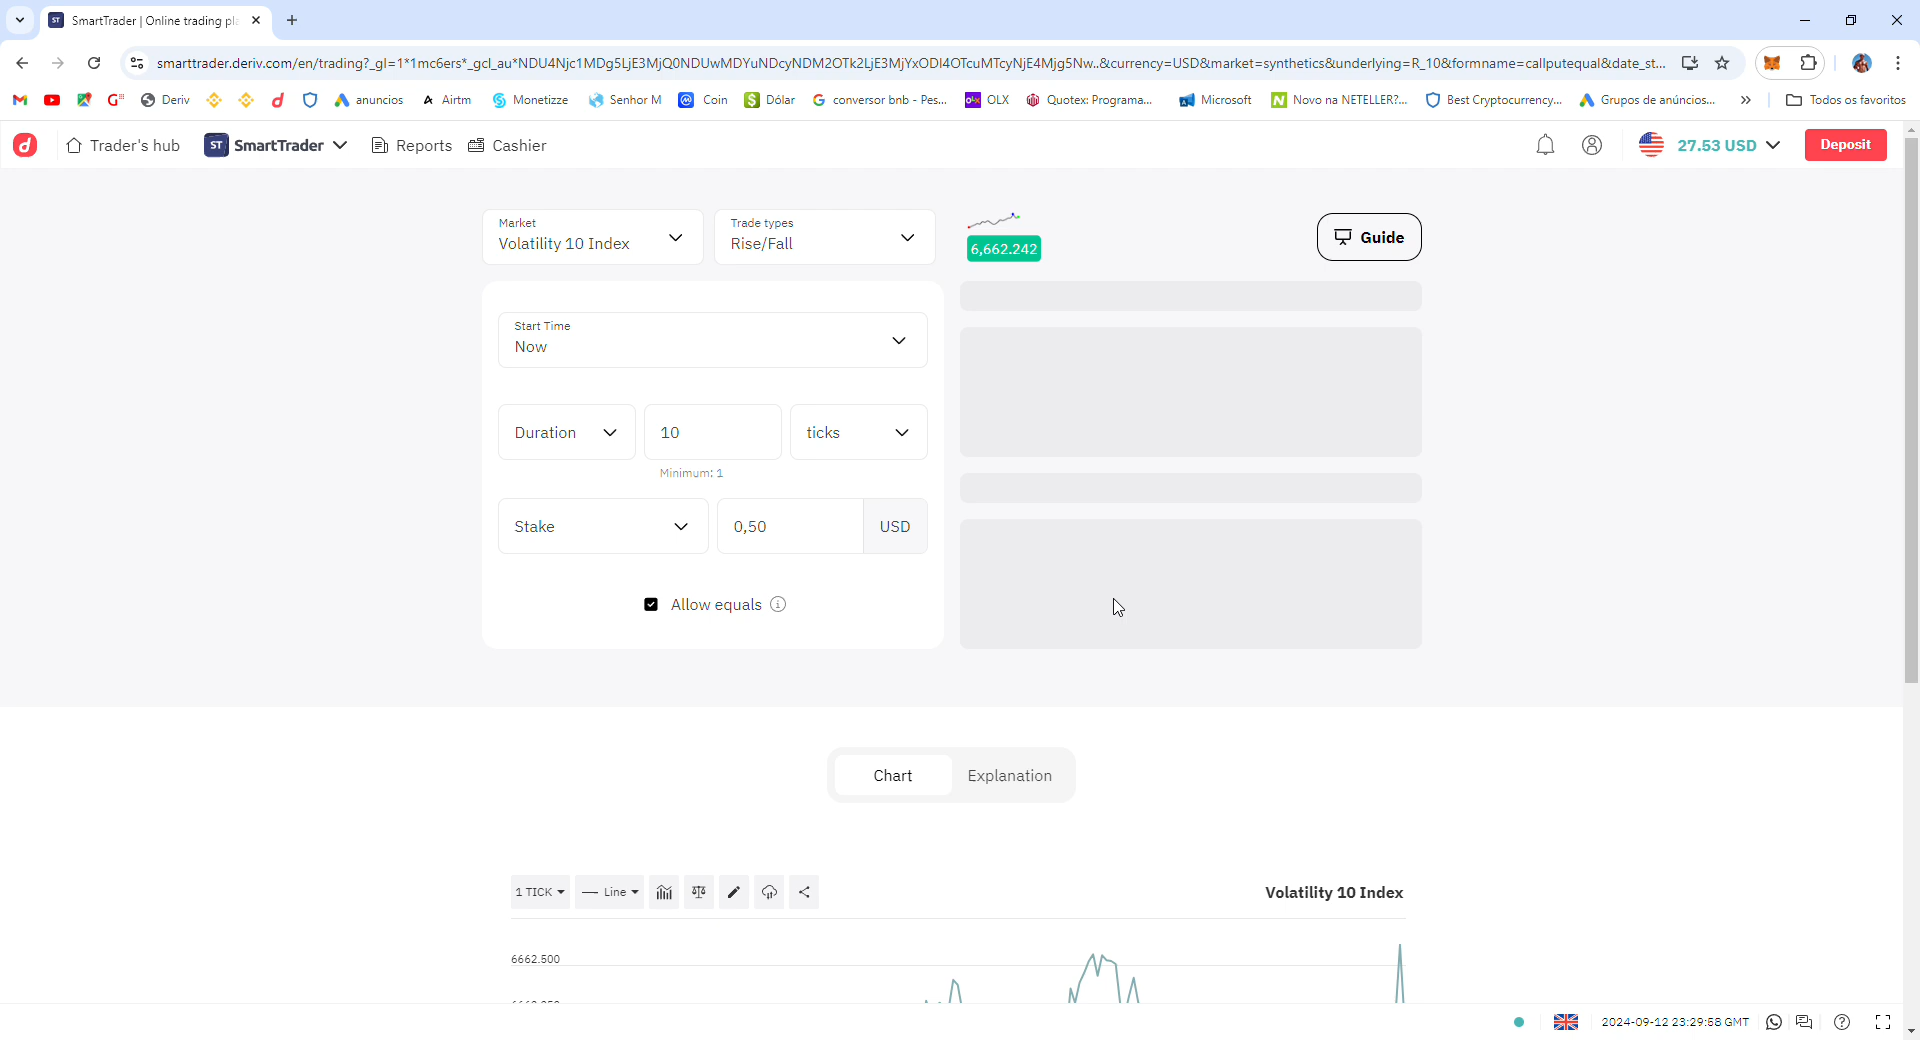 ST SmartTrader | Online trading pla
smarttrader.deriv.com/en/trading?_gl=1*1mc6ers*_gcl_au*NDU4Njc1MDg5LjE3MjQ0NDUwMDYuNDcyNDM2OTk2LjE3MjYxODI4OTcuMTcyNjE4Mjg5Nw..&currency=USD&market=synthetics&underlying=R_10&formname=callputequal&date_st...
Deriv anuncios Airtm Monetizze Senhor M Coin Dólar conversor bnb - Pes... OLX Quotex: Programa... Microsoft Novo na NETELLER?... Best Cryptocurrency... Grupos de anúncios... » Todos os favoritos
Trader's hub ST SmartTrader Reports Cashier 27.53 USD Deposit
Market
Volatility 10 Index
Trade types
Rise/Fall
6,662.242
Guide
Start Time
Now
Duration 10 ticks
Minimum: 1
Stake 0,50 USD
Allow equals
Chart Explanation
1 TICK Line Volatility 10 Index
6662.500
2024-09-12 23:29:58 GMT